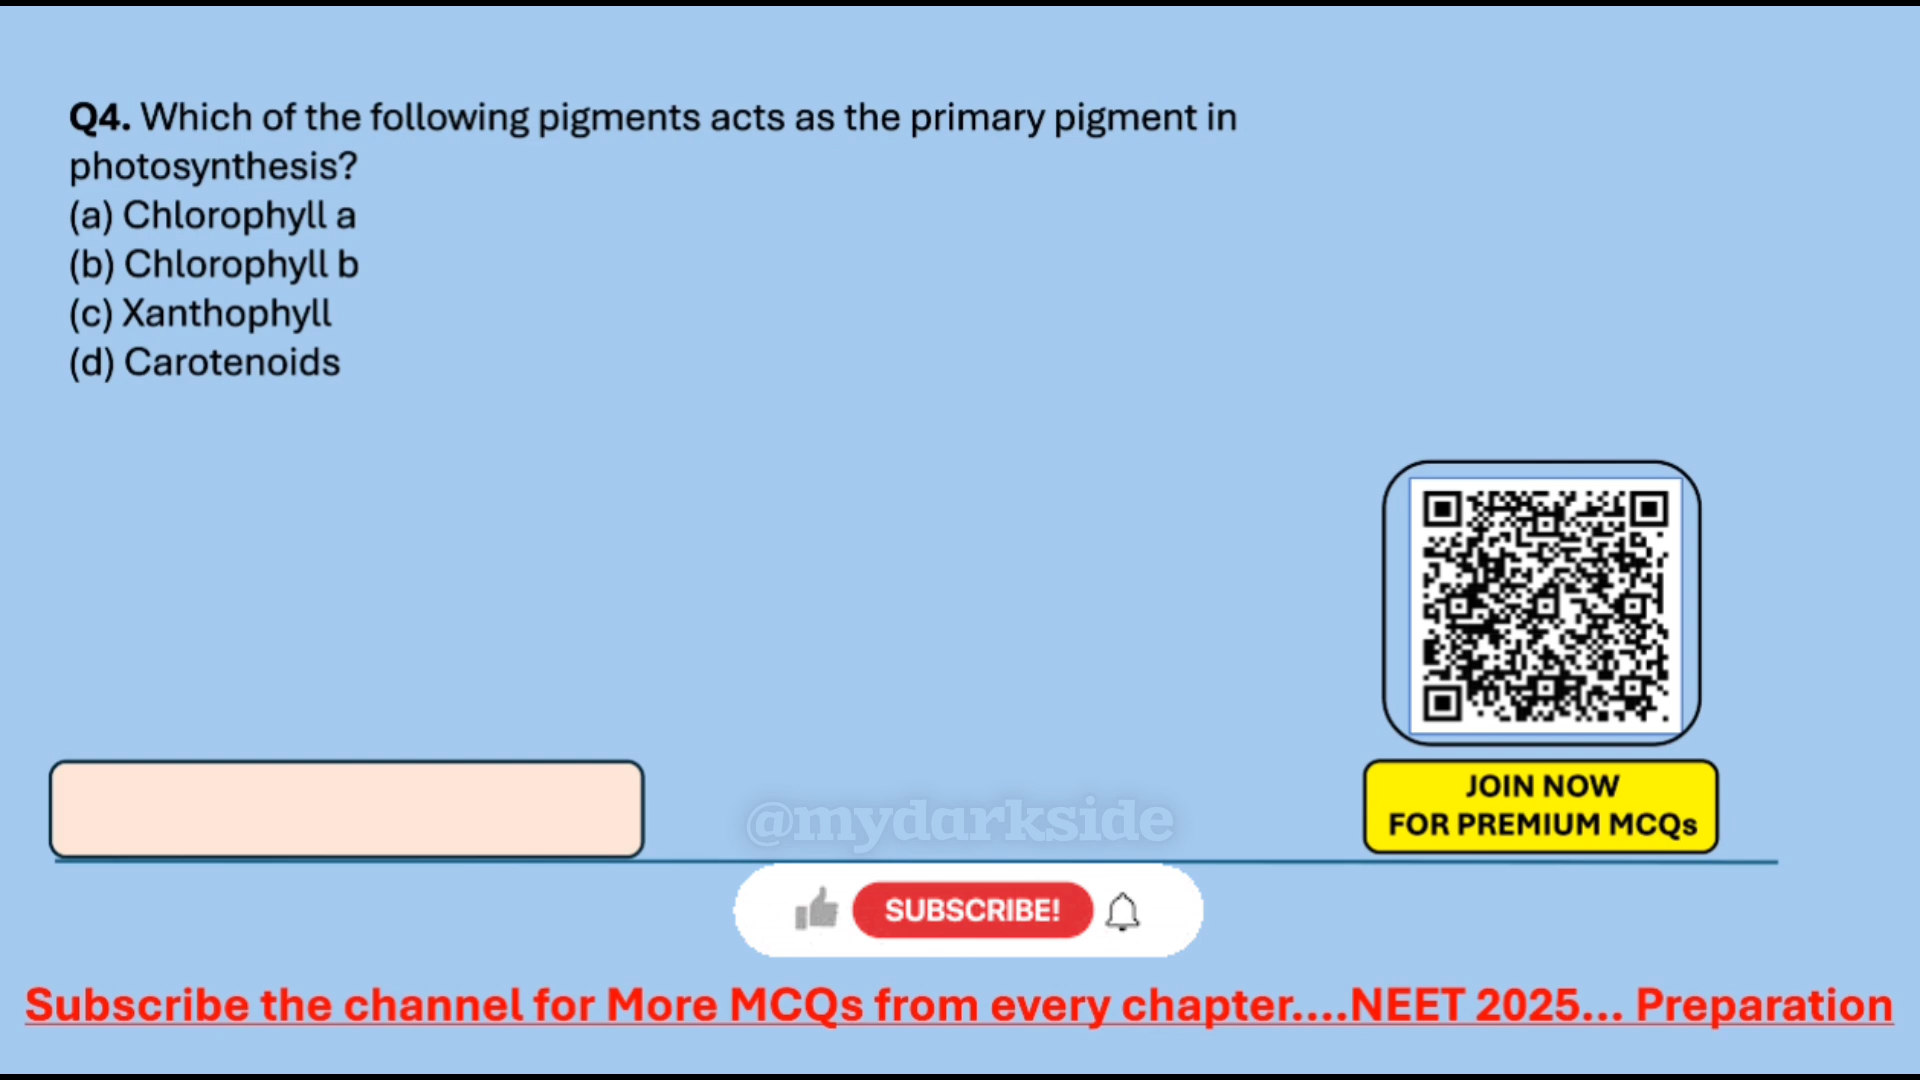 Q4. Which of the following pigments acts as the primary pigment in
photosynthesis?
(a) Chlorophyll a
(b) Chlorophyll b
(c) Xanthophyll
(d) Carotenoids
JOIN NOW
FOR PREMIUM MCQs
@mydarkside
SUBSCRIBE!
Subscribe the channel for More MCQs from every chapter....NEET 2025... Preparation